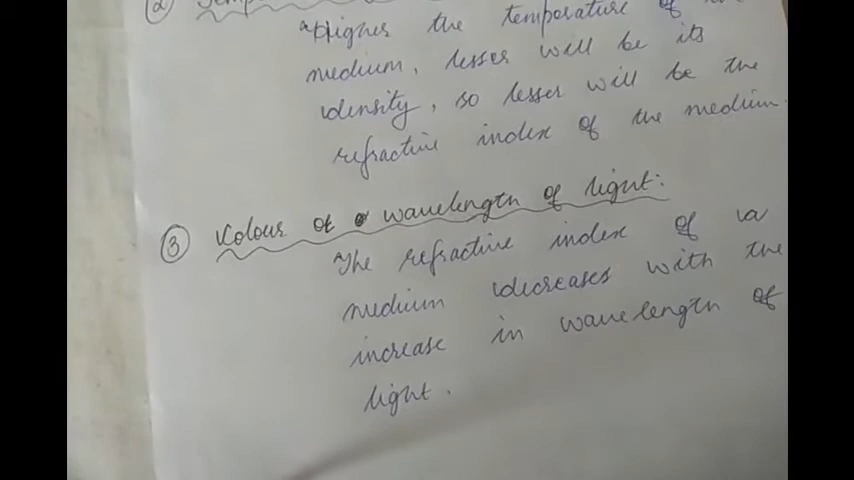 ②
Higher the temperature of
medium, lesser will be its
density, so lesser will be the
refractive index of the medium.
③ Colour of wavelength of light:
The refractive index of a
medium decreases with the
increase in wavelength of
light.